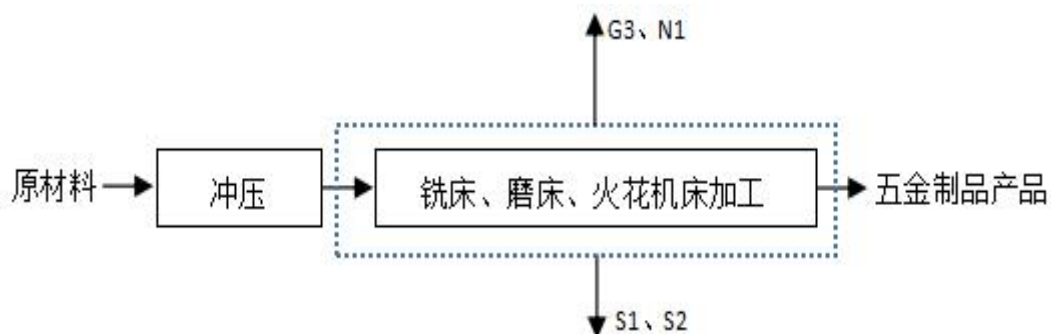 G3、N1
原材料
冲压
铣床、磨床、火花机床加工
五金制品产品
S1、S2